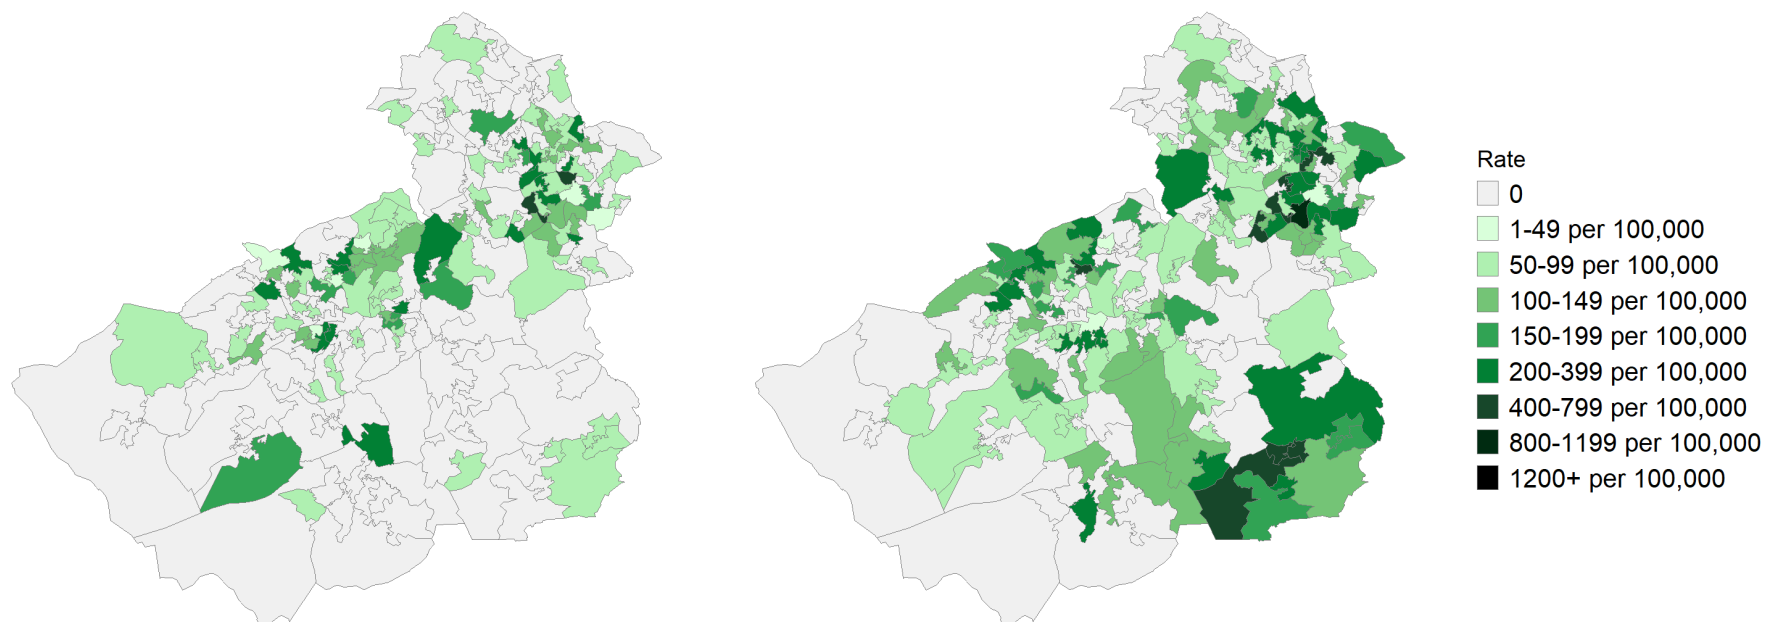 Rate
0
1-49 per 100,000
50-99 per 100,000
100-149 per 100,000
150-199 per 100,000
200-399 per 100,000
400-799 per 100,000
800-1199 per 100,000
1200+ per 100,000